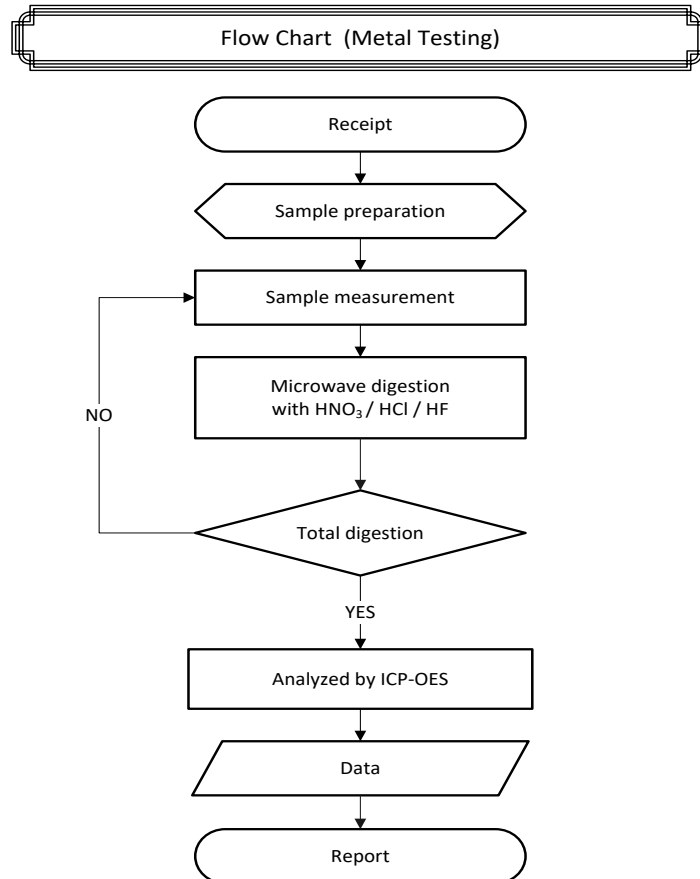 Flow Chart  (Metal Testing)
Receipt
Sample preparation
Sample measurement
Microwave digestion
with HNO₃ / HCl / HF
NO
Total digestion
YES
Analyzed by ICP-OES
Data
Report